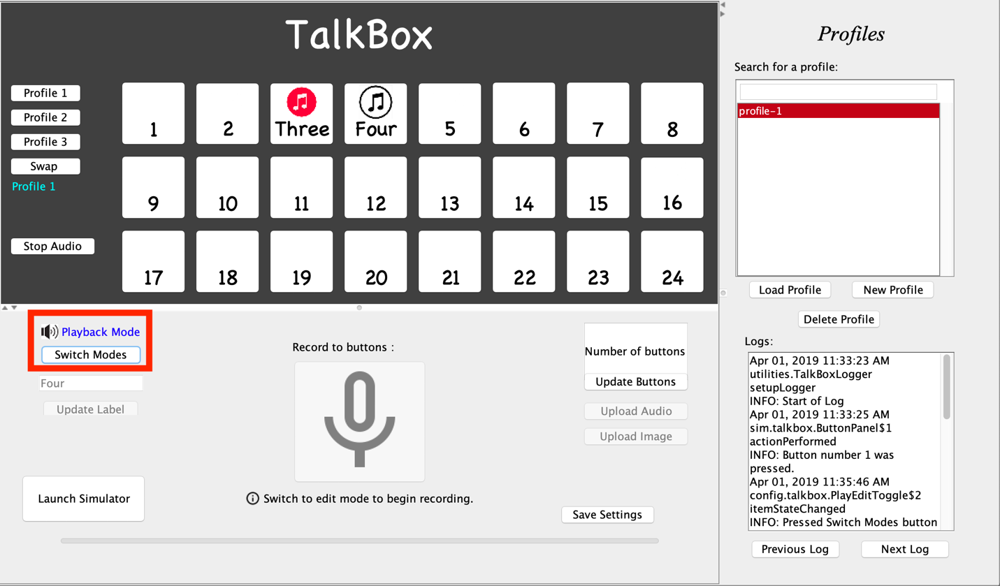 TalkBox
Profile 1
Profile 2
Profile 3
Swap
Profile 1
Stop Audio
1 2 Three Four 5 6 7 8
9 10 11 12 13 14 15 16
17 18 19 20 21 22 23 24
Playback Mode
Switch Modes
Four
Update Label
Launch Simulator
Record to buttons :
Switch to edit mode to begin recording.
Number of buttons
Update Buttons
Upload Audio
Upload Image
Save Settings
Profiles
Search for a profile:
profile-1
Load Profile
New Profile
Delete Profile
Logs:
Apr 01, 2019 11:33:23 AM
utilities.TalkBoxLogger
setupLogger
INFO: Start of Log
Apr 01, 2019 11:33:25 AM
sim.talkbox.ButtonPanel$1
actionPerformed
INFO: Button number 1 was
pressed.
Apr 01, 2019 11:35:46 AM
config.talkbox.PlayEditToggle$2
itemStateChanged
INFO: Pressed Switch Modes button
Previous Log
Next Log